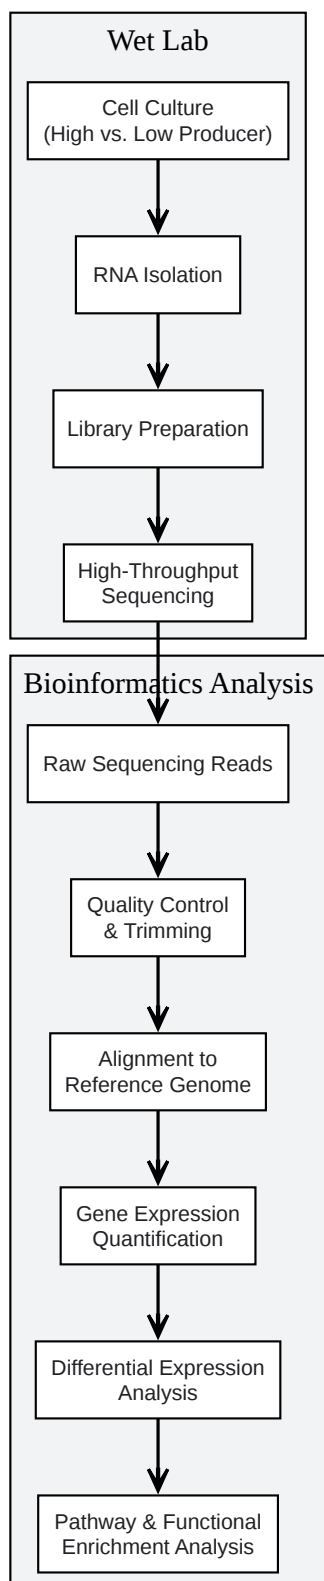 Wet Lab
Cell Culture
(High vs. Low Producer)
RNA Isolation
Library Preparation
High-Throughput
Sequencing
Bioinformatics Analysis
Raw Sequencing Reads
Quality Control
& Trimming
Alignment to
Reference Genome
Gene Expression
Quantification
Differential Expression
Analysis
Pathway & Functional
Enrichment Analysis